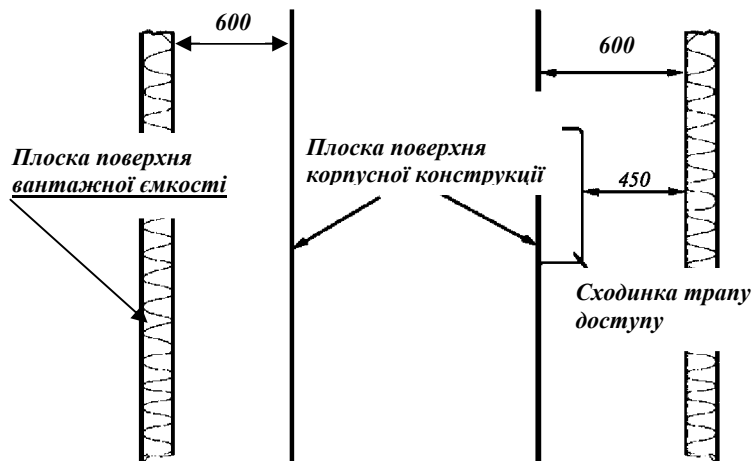 600
600
Плоска поверхня
вантажної ємкості
Плоска поверхня
корпусної конструкції
450
Сходинка трапу
доступу